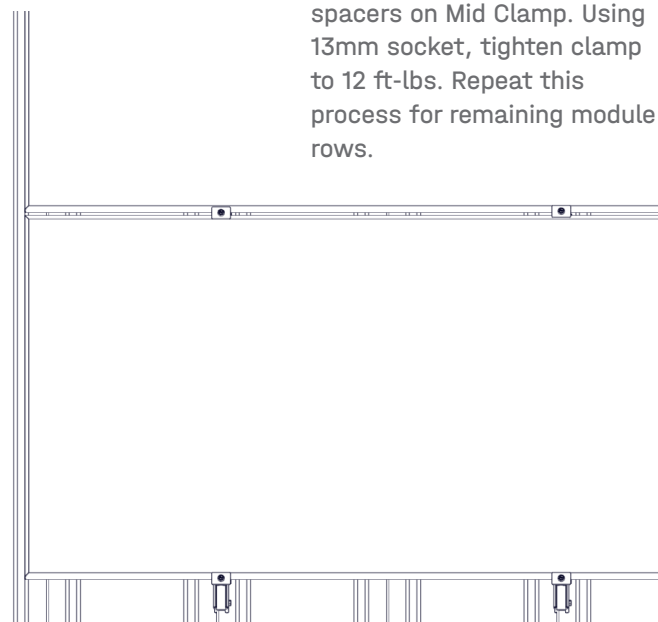 spacers on Mid Clamp. Using
13mm socket, tighten clamp
to 12 ft-lbs. Repeat this
process for remaining module
rows.